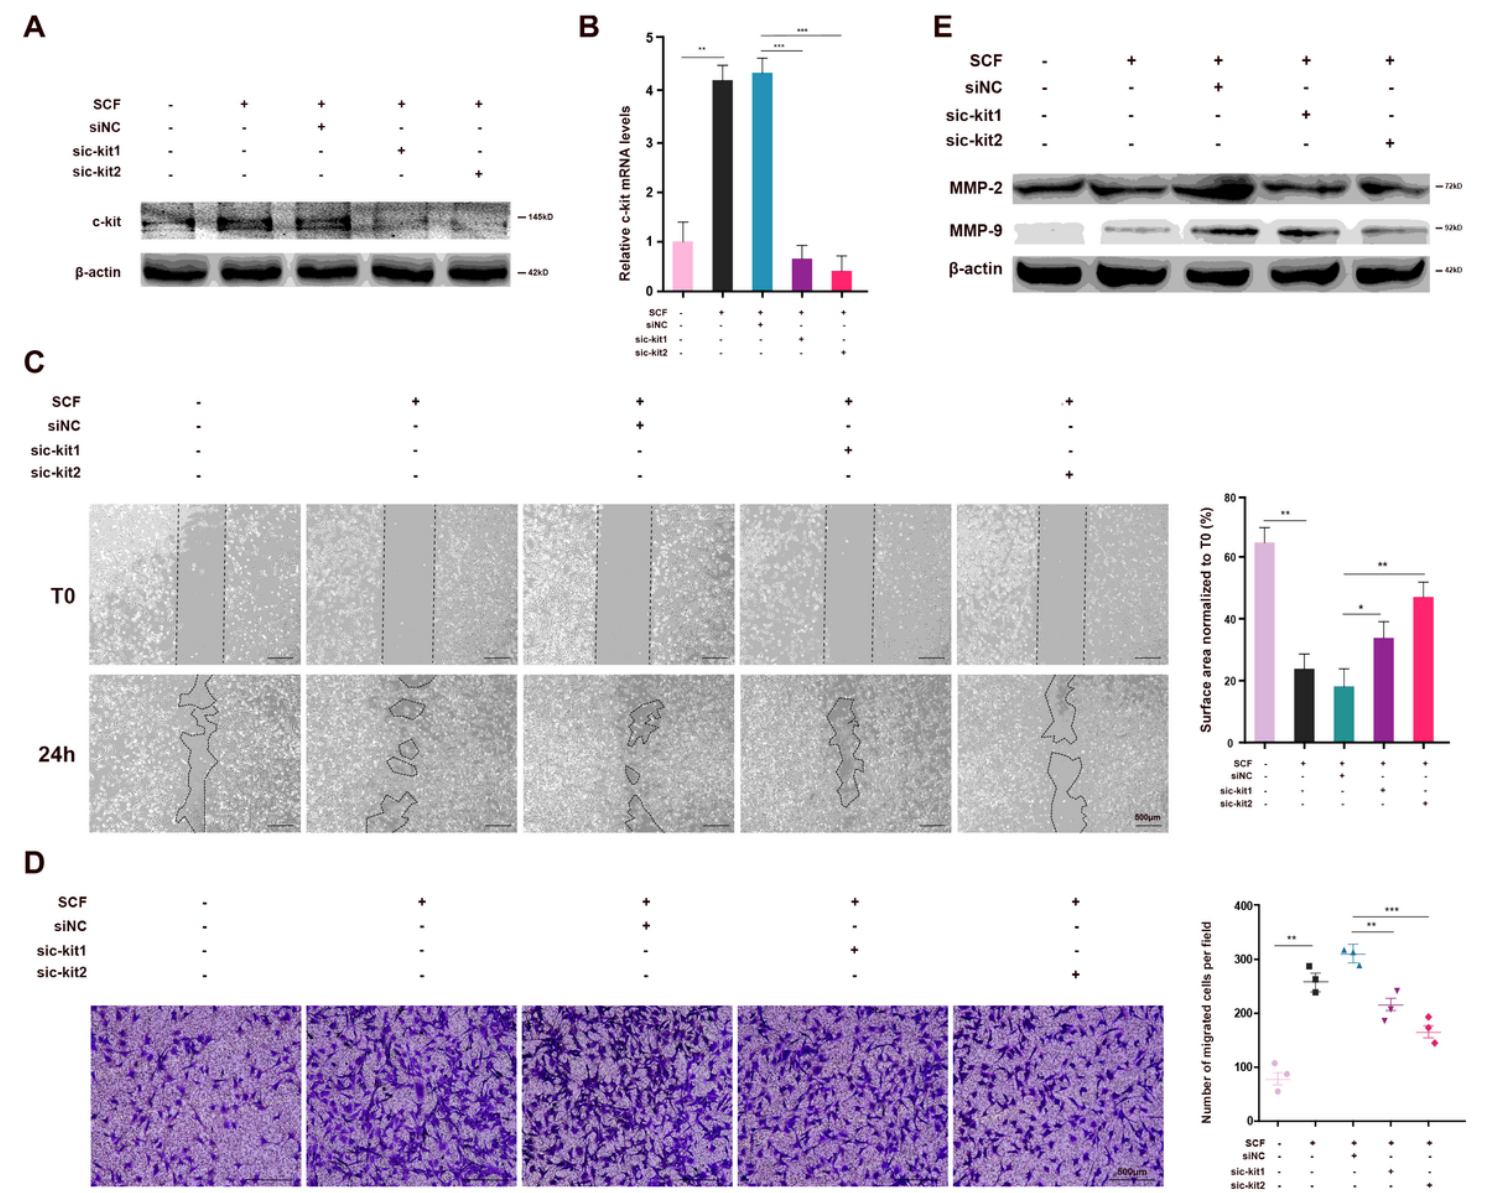 A
SCF - + + + +
siNC - - + - -
sic-kit1 - - - + -
sic-kit2 - - - - +
c-kit 145kD
β-actin 42kD
B
Relative c-kit mRNA levels
5
4
3
2
1
0
** *** ***
SCF - + + + +
siNC - - + - -
sic-kit1 - - - + -
sic-kit2 - - - - +
E
SCF - + + + +
siNC - - + - -
sic-kit1 - - - + -
sic-kit2 - - - - +
MMP-2 72kD
MMP-9 92kD
β-actin 42kD
C
SCF - + + + +
siNC - - + - -
sic-kit1 - - - + -
sic-kit2 - - - - +
T0
24h
500μm
Surface area normalized to T0 (%)
80
60
40
20
0
** * **
SCF - + + + +
siNC - - + - -
sic-kit1 - - - + -
sic-kit2 - - - - +
D
SCF - + + + +
siNC - - + - -
sic-kit1 - - - + -
sic-kit2 - - - - +
500μm
Number of migrated cells per field
400
300
200
100
0
** ** ***
SCF - + + + +
siNC - - + - -
sic-kit1 - - - + -
sic-kit2 - - - - +